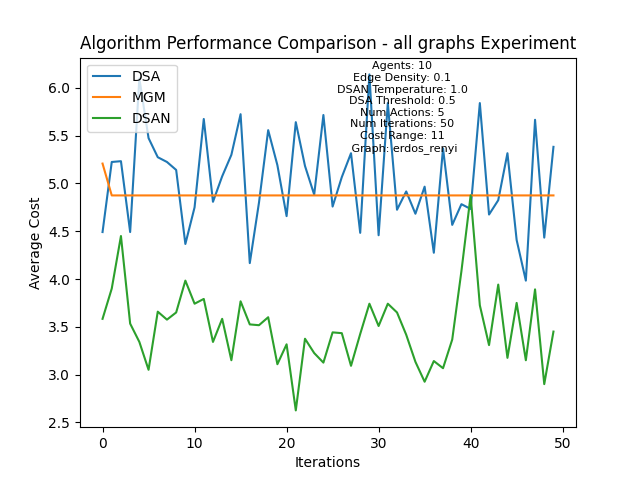 Algorithm Performance Comparison - all graphs Experiment
DSA
MGM
DSAN
Agents: 10
Edge Density: 0.1
DSAN Temperature: 1.0
DSA Threshold: 0.5
Num Actions: 5
Num Iterations: 50
Cost Range: 11
Graph: erdos_renyi
Average Cost
6.0
5.5
5.0
4.5
4.0
3.5
3.0
2.5
0 10 20 30 40 50
Iterations